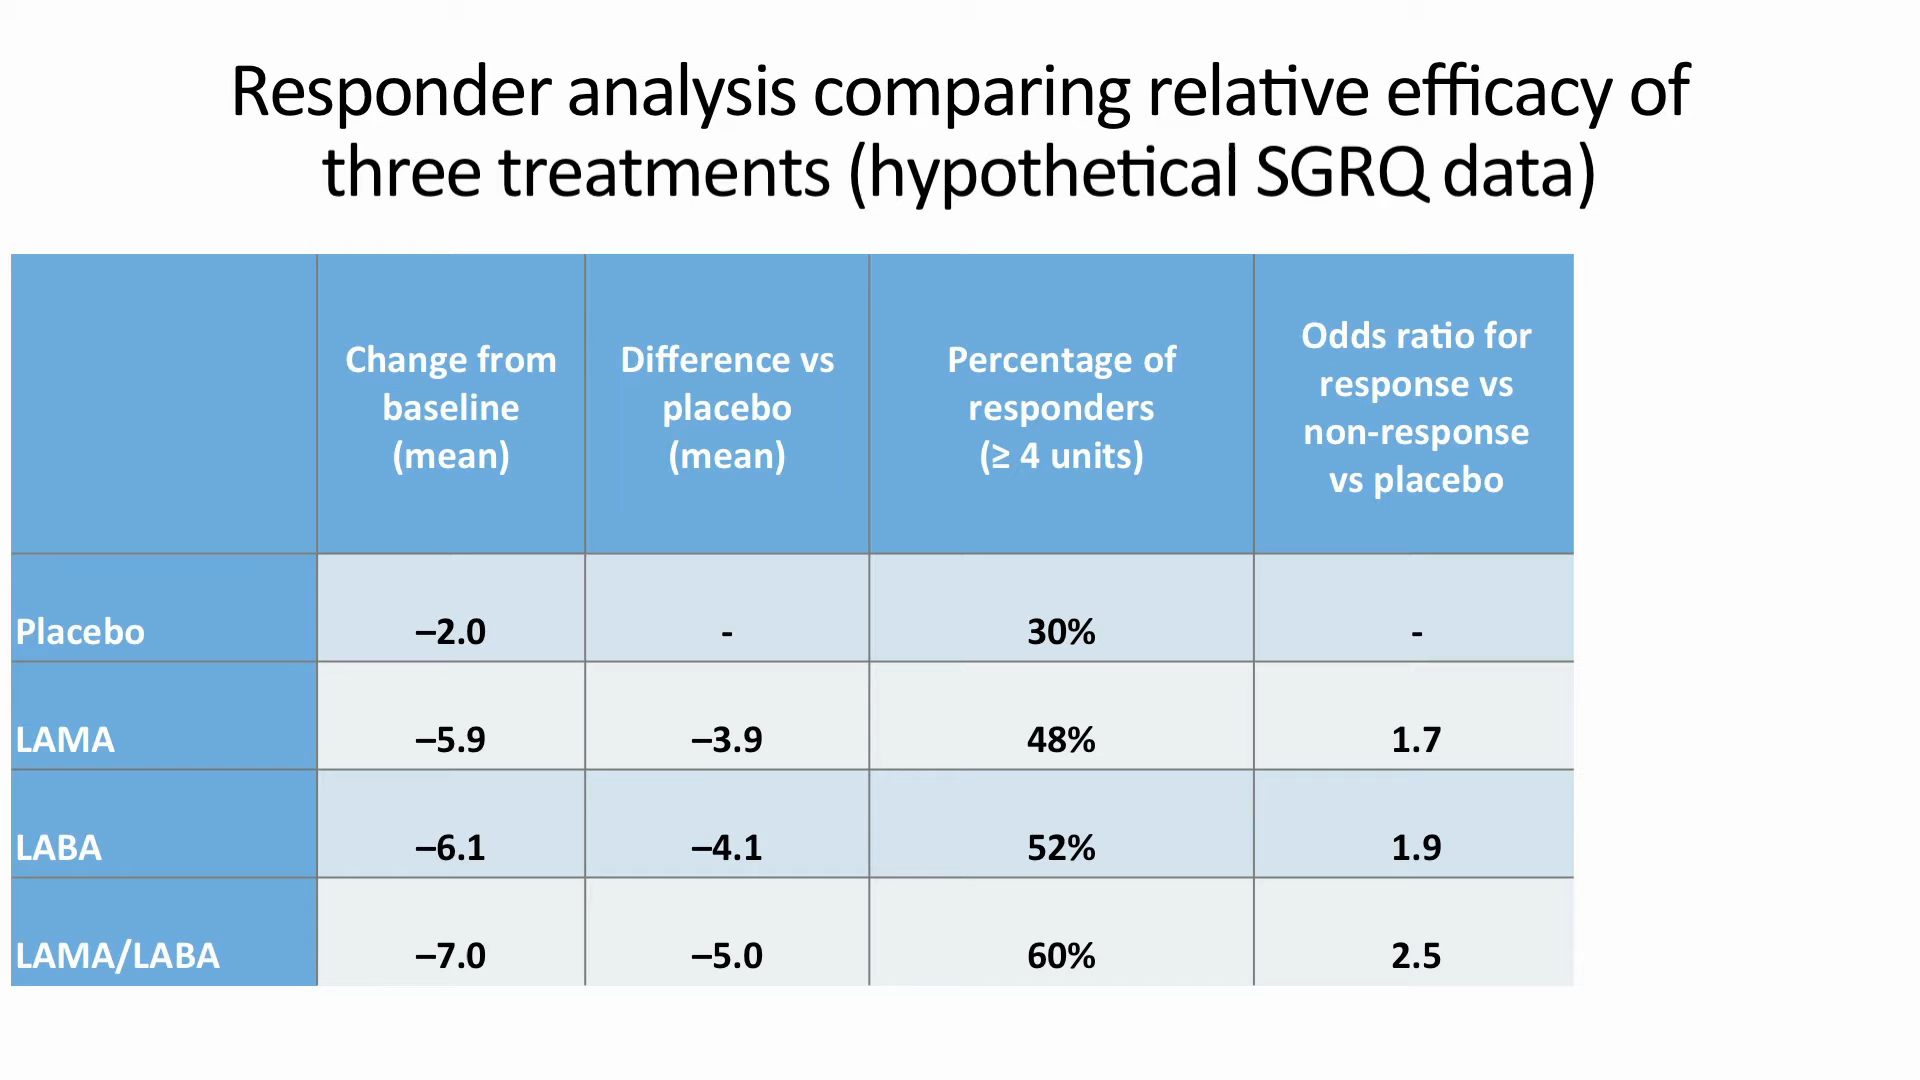 Responder analysis comparing relative efficacy of
three treatments (hypothetical SGRQ data)
Change from
baseline
(mean)
Difference vs
placebo
(mean)
Percentage of
responders
(≥ 4 units)
Odds ratio for
response vs
non-response
vs placebo
Placebo –2.0 - 30% -
LAMA –5.9 –3.9 48% 1.7
LABA –6.1 –4.1 52% 1.9
LAMA/LABA –7.0 –5.0 60% 2.5